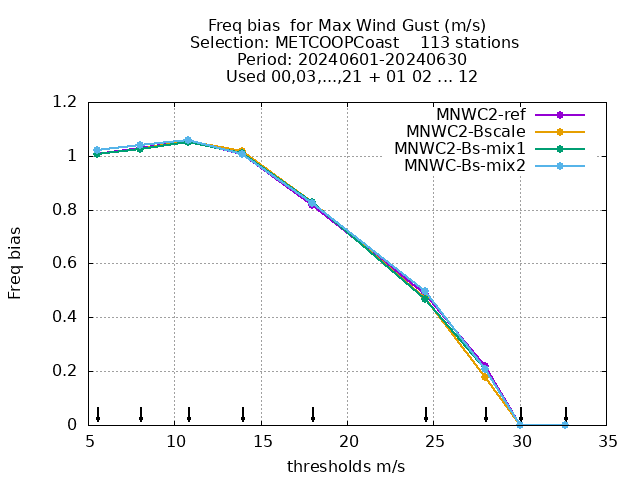 Freq bias  for Max Wind Gust (m/s)
Selection: METCOOPCoast    113 stations
Period: 20240601-20240630
Used 00,03,...,21 + 01 02 ... 12
MNWC2-ref
MNWC2-Bscale
MNWC2-Bs-mix1
MNWC-Bs-mix2
Freq bias
1.2
1
0.8
0.6
0.4
0.2
0
5 10 15 20 25 30 35
thresholds m/s